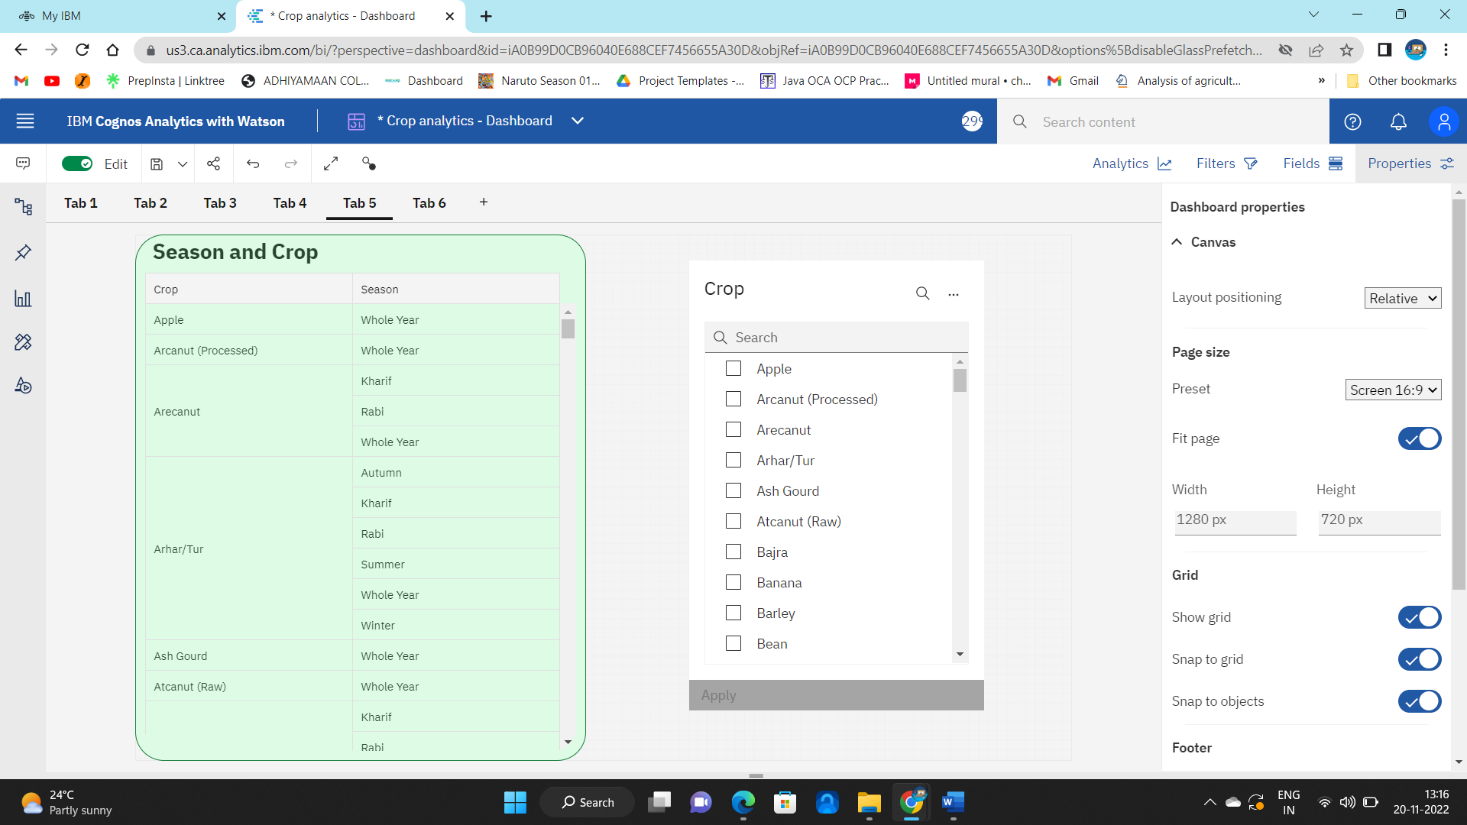 My IBM
* Crop analytics - Dashboard
us3.ca.analytics.ibm.com/bi/?perspective=dashboard&id=iA0B99D0CB96040E688CEF7456655A30D&objRef=iA0B99D0CB96040E688CEF7456655A30D&options%5BdisableGlassPrefetch...
PrepInsta | Linktree
ADHIYAMAAN COL...
Dashboard
Naruto Season 01...
Project Templates -...
Java OCA OCP Prac...
Untitled mural • ch...
Gmail
Analysis of agricult...
»
Other bookmarks
IBM Cognos Analytics with Watson
* Crop analytics - Dashboard
299
Search content
Edit
Analytics
Filters
Fields
Properties
Tab 1
Tab 2
Tab 3
Tab 4
Tab 5
Tab 6
+
Season and Crop
Crop Season
Apple Whole Year
Arcanut (Processed) Whole Year
Arecanut Kharif
Rabi
Whole Year
Arhar/Tur Autumn
Kharif
Rabi
Summer
Whole Year
Winter
Ash Gourd Whole Year
Atcanut (Raw) Whole Year
Kharif
Rabi
Crop
...
Search
Apple
Arcanut (Processed)
Arecanut
Arhar/Tur
Ash Gourd
Atcanut (Raw)
Bajra
Banana
Barley
Bean
Apply
Dashboard properties
Canvas
Layout positioning Relative
Page size
Preset Screen 16:9
Fit page
Width Height
1280 px 720 px
Grid
Show grid
Snap to grid
Snap to objects
Footer
24°C
Partly sunny
Search
ENG
IN
13:16
20-11-2022